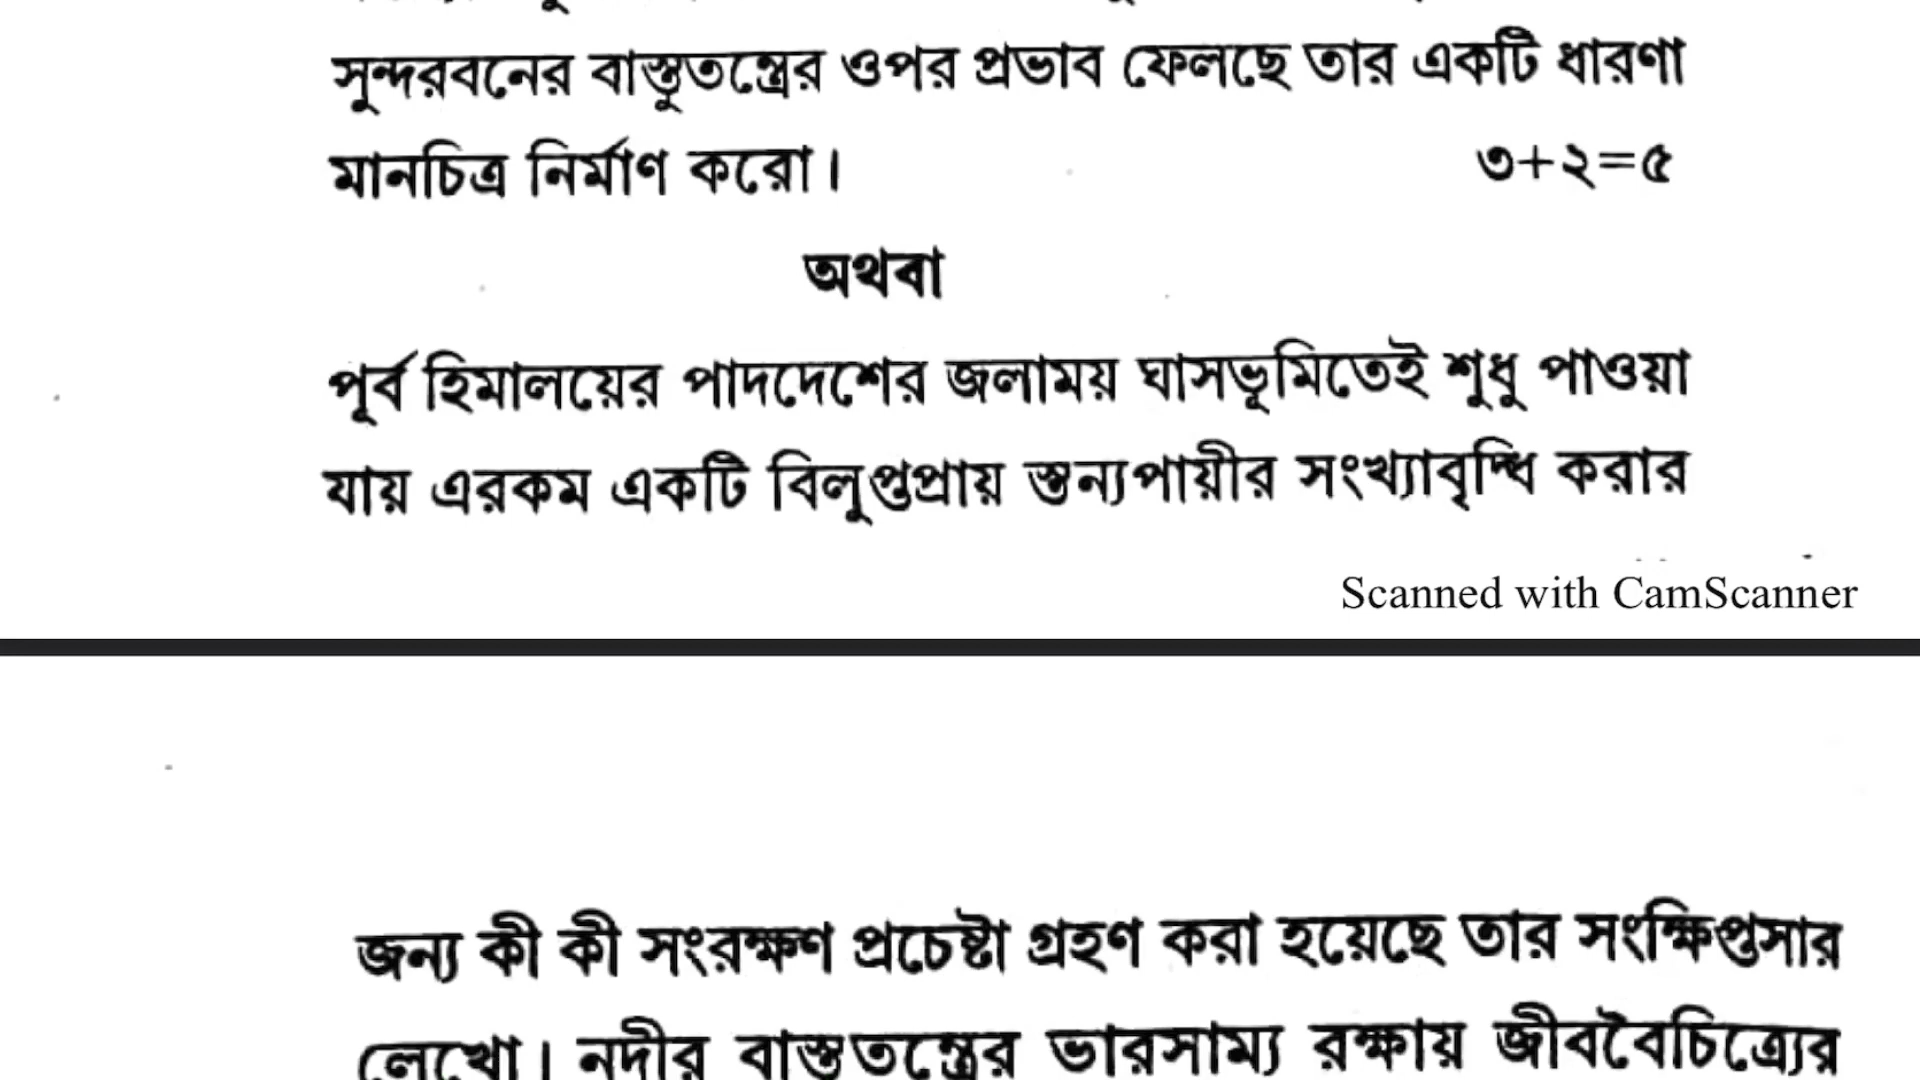 সুন্দরবনের বাস্তুতন্ত্রের ওপর প্রভাব ফেলছে তার একটি ধারণা
মানচিত্র নির্মাণ করো। ৩+২=৫
অথবা
পূর্ব হিমালয়ের পাদদেশের জলাময় ঘাসভূমিতেই শুধু পাওয়া
যায় এরকম একটি বিলুপ্তপ্রায় স্তন্যপায়ীর সংখ্যাবৃদ্ধি করার
Scanned with CamScanner
জন্য কী কী সংরক্ষণ প্রচেষ্টা গ্রহণ করা হয়েছে তার সংক্ষিপ্তসার
লেখো। নদীর বাস্তুতন্ত্রের ভারসাম্য রক্ষায় জীববৈচিত্র্যের